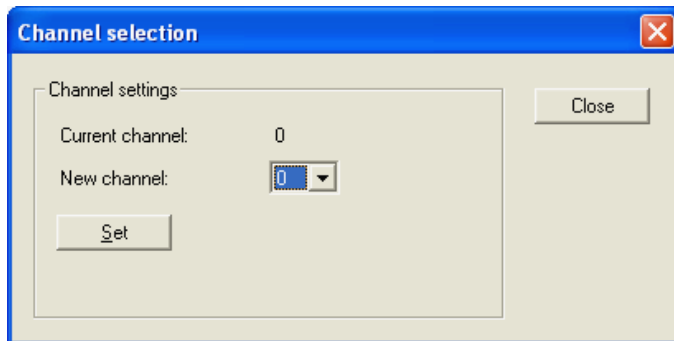 Channel selection
Channel settings
Close
Current channel: 0
New channel: 0
Set